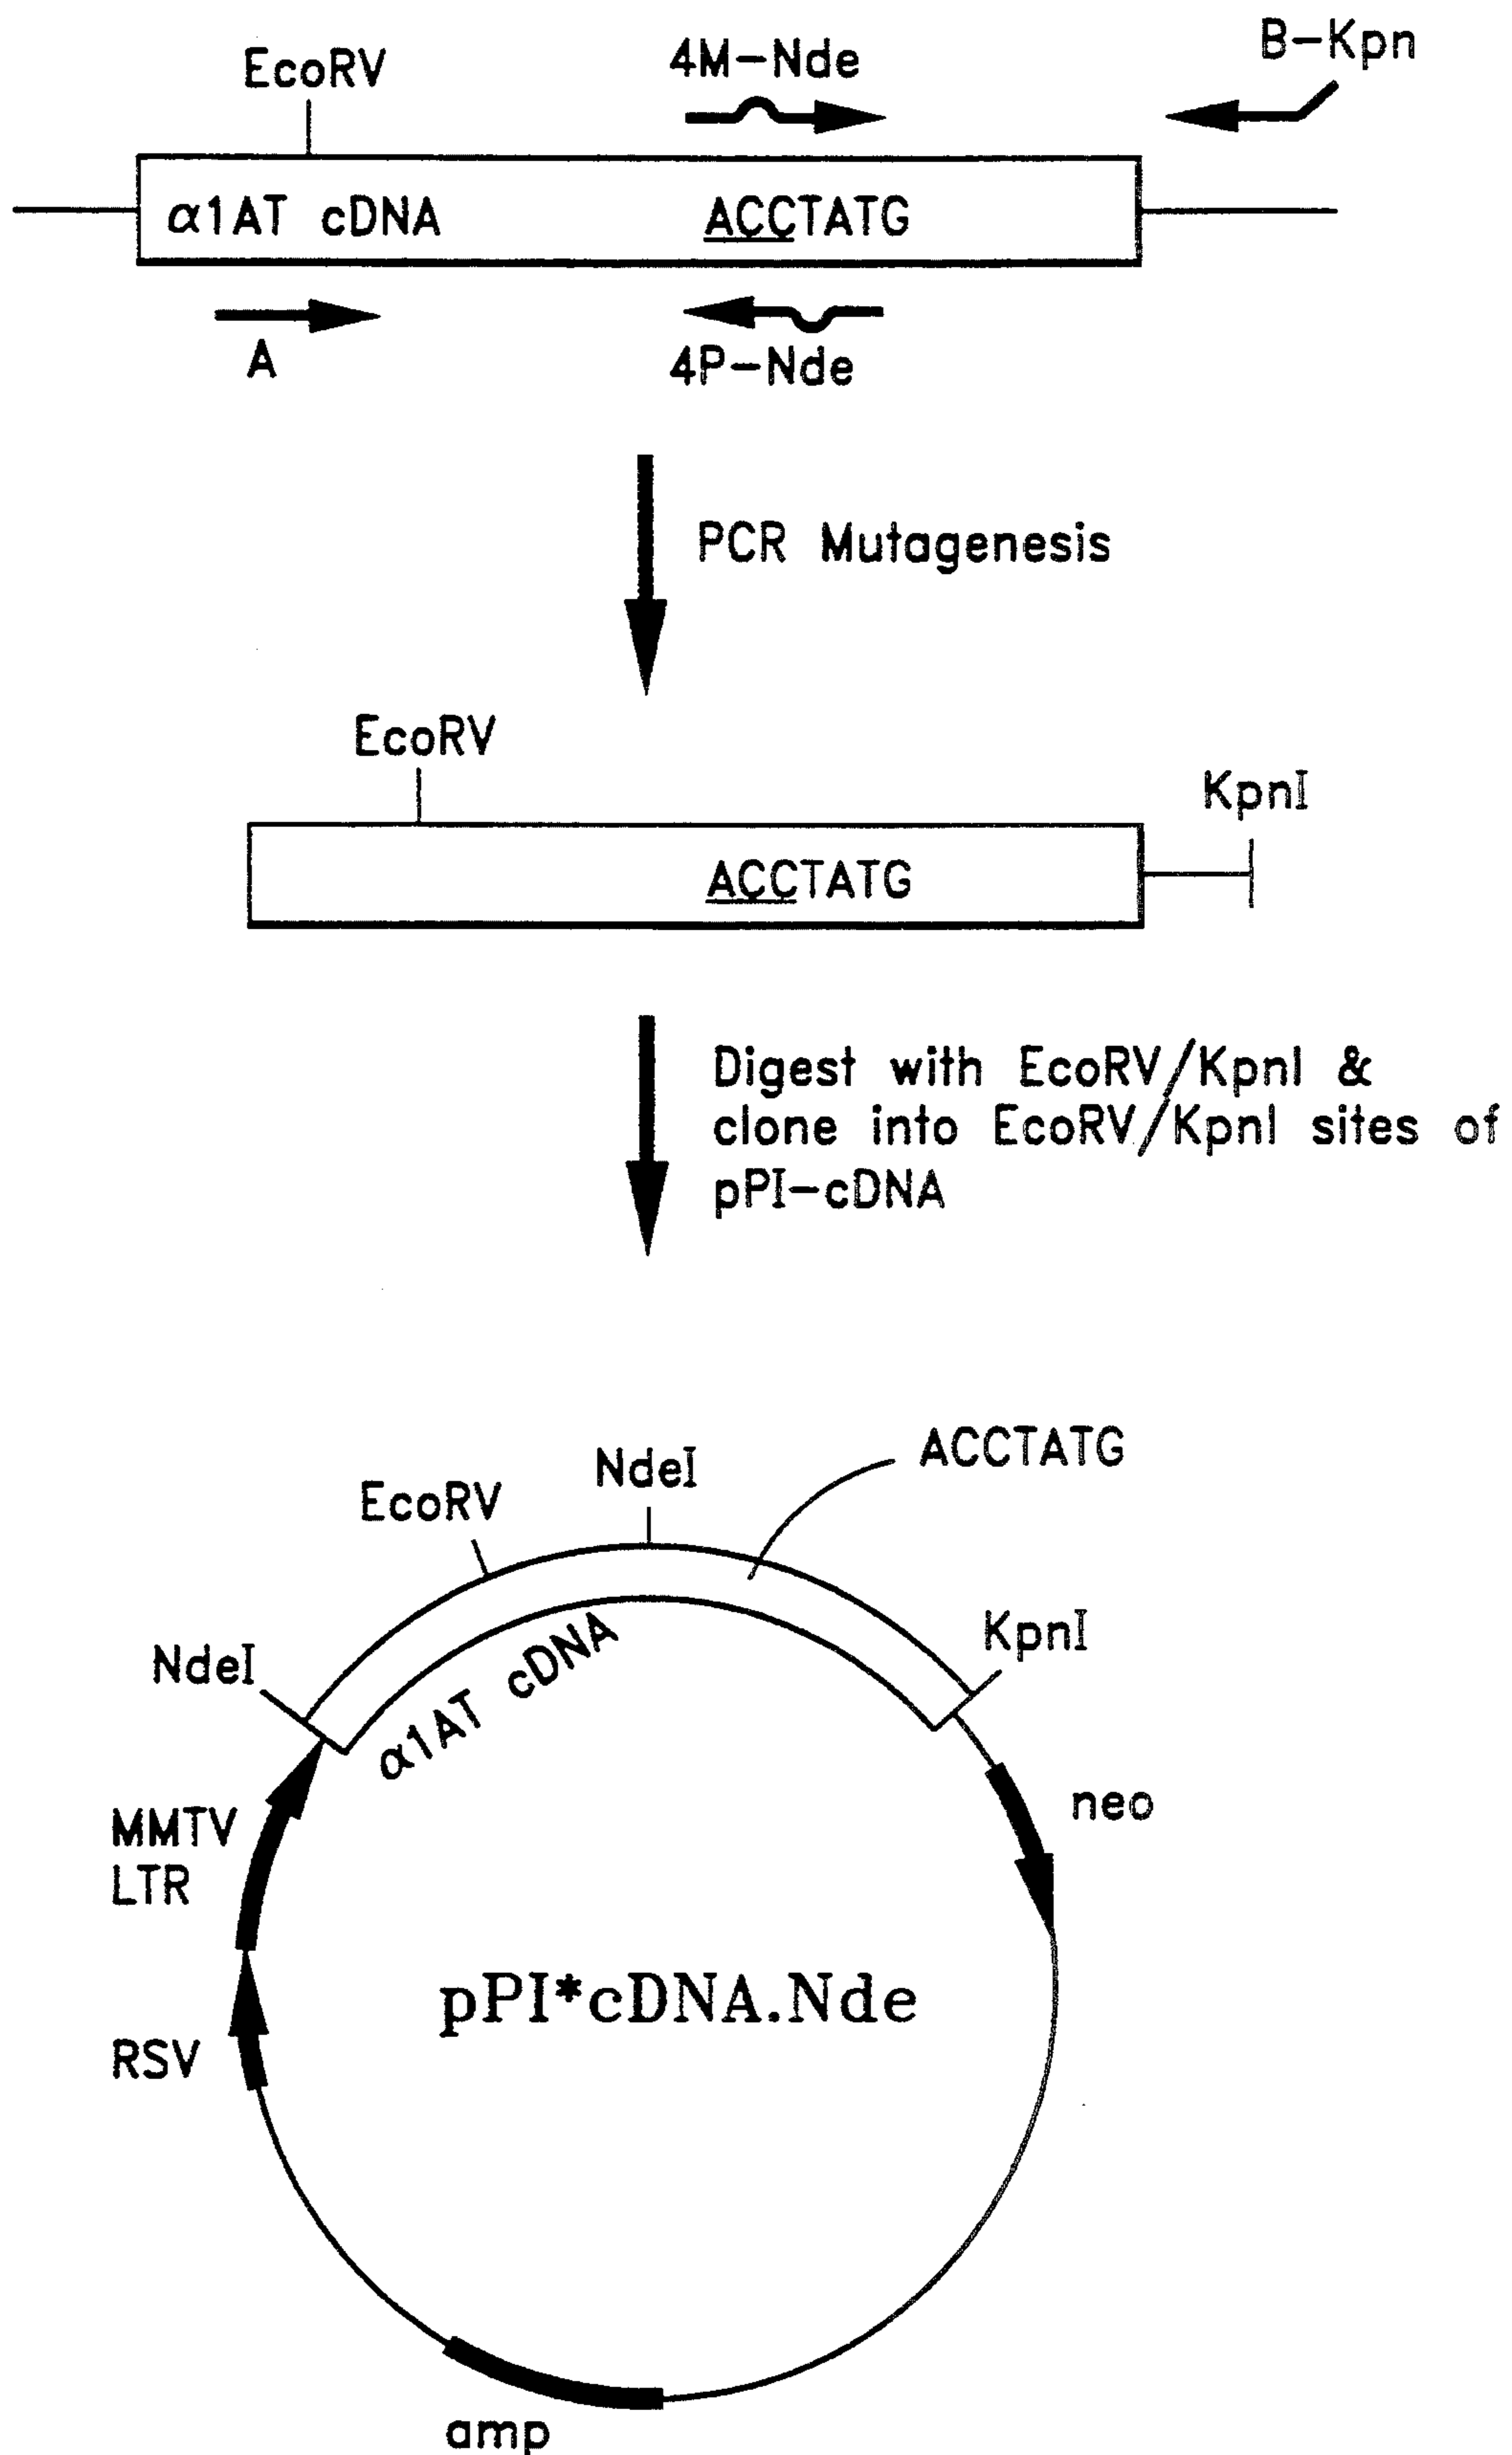 EcoRV
4M-Nde
B-Kpn
α1AT cDNA
ACCTATG
A
4P-Nde
PCR Mutagenesis
EcoRV
KpnI
ACCTATG
Digest with EcoRV/KpnI &
clone into EcoRV/KpnI sites of
pPI-cDNA
ACCTATG
NdeI
EcoRV
KpnI
NdeI
α1AT cDNA
neo
MMTV
LTR
pPI*cDNA.Nde
RSV
amp